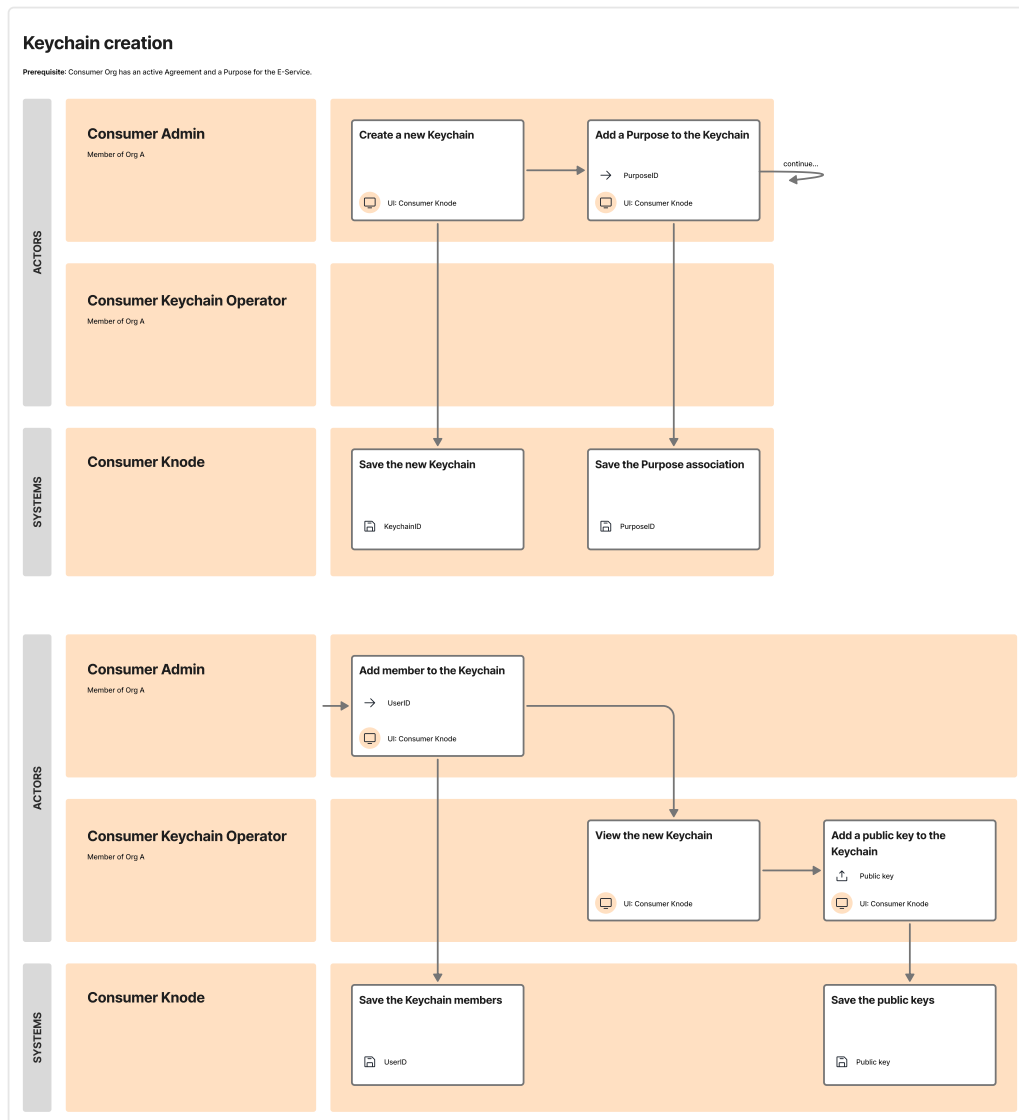 Keychain creation
Prerequisite: Consumer Org has an active Agreement and a Purpose for the E-Service.
ACTORS
Consumer Admin
Member of Org A
Create a new Keychain
UI: Consumer Knode
Add a Purpose to the Keychain
PurposeID
UI: Consumer Knode
continue...
Consumer Keychain Operator
Member of Org A
SYSTEMS
Consumer Knode
Save the new Keychain
KeychainID
Save the Purpose association
PurposeID
ACTORS
Consumer Admin
Member of Org A
Add member to the Keychain
UserID
UI: Consumer Knode
Consumer Keychain Operator
Member of Org A
View the new Keychain
UI: Consumer Knode
Add a public key to the
Keychain
Public key
UI: Consumer Knode
SYSTEMS
Consumer Knode
Save the Keychain members
UserID
Save the public keys
Public key